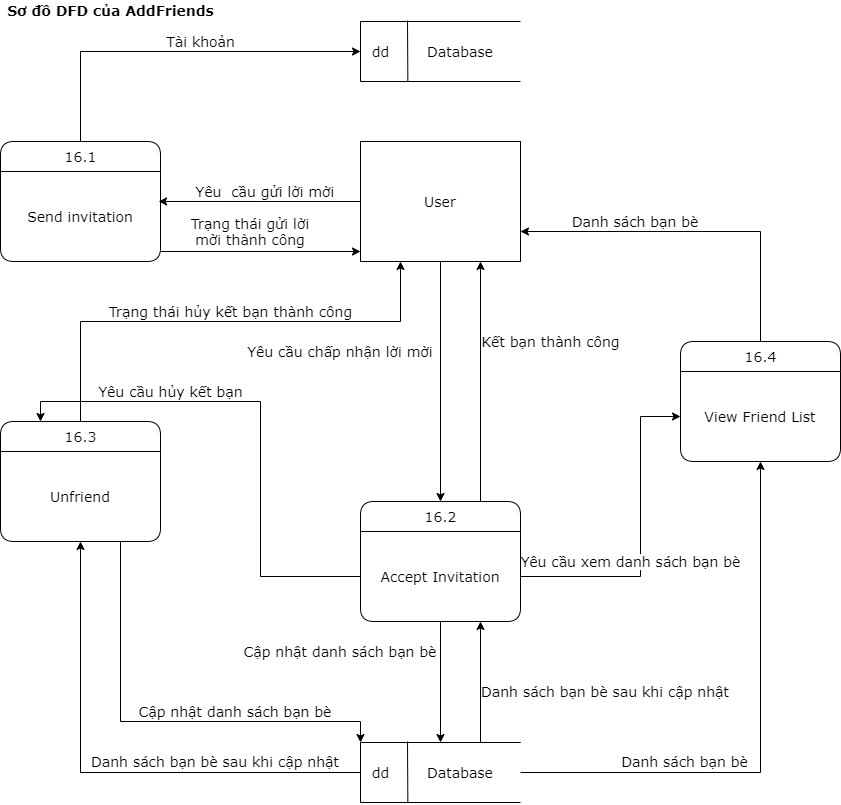 Sơ đồ DFD của AddFriends
Tài khoản
dd
Database
16.1
Send invitation
Yêu cầu gửi lời mời
User
Trạng thái gửi lời
mời thành công
Danh sách bạn bè
Trạng thái hủy kết bạn thành công
Yêu cầu chấp nhận lời mời
Kết bạn thành công
16.4
View Friend List
Yêu cầu hủy kết bạn
16.3
Unfriend
16.2
Accept Invitation
Yêu cầu xem danh sách bạn bè
Cập nhật danh sách bạn bè
Danh sách bạn bè sau khi cập nhật
Cập nhật danh sách bạn bè
Danh sách bạn bè sau khi cập nhật
dd
Database
Danh sách bạn bè